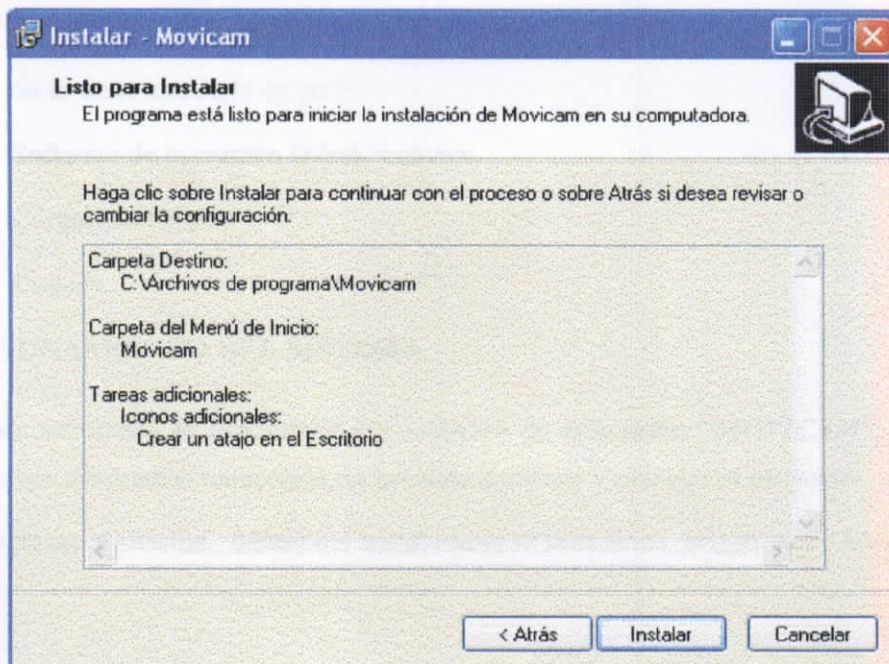 Instalar - Movicam
Listo para Instalar
El programa está listo para iniciar la instalación de Movicam en su computadora.
Haga clic sobre Instalar para continuar con el proceso o sobre Atrás si desea revisar o
cambiar la configuración.
Carpeta Destino:
C:\Archivos de programa\Movicam
Carpeta del Menú de Inicio:
Movicam
Tareas adicionales:
Iconos adicionales:
Crear un atajo en el Escritorio
< Atrás
Instalar
Cancelar